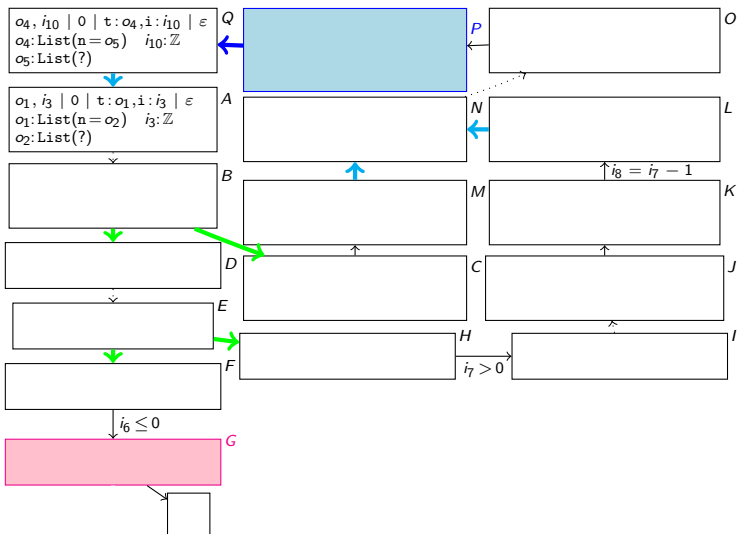 o₄, i₁₀ | 0 | t:o₄,i:i₁₀ | ε
o₄:List(n=o₅) i₁₀:ℤ
o₅:List(?)
Q
P
O
o₁, i₃ | 0 | t:o₁,i:i₃ | ε
o₁:List(n=o₂) i₃:ℤ
o₂:List(?)
A
N
L
i₈ = i₇ − 1
B
M
K
D
C
J
E
H
I
i₇ > 0
F
i₆ ≤ 0
G